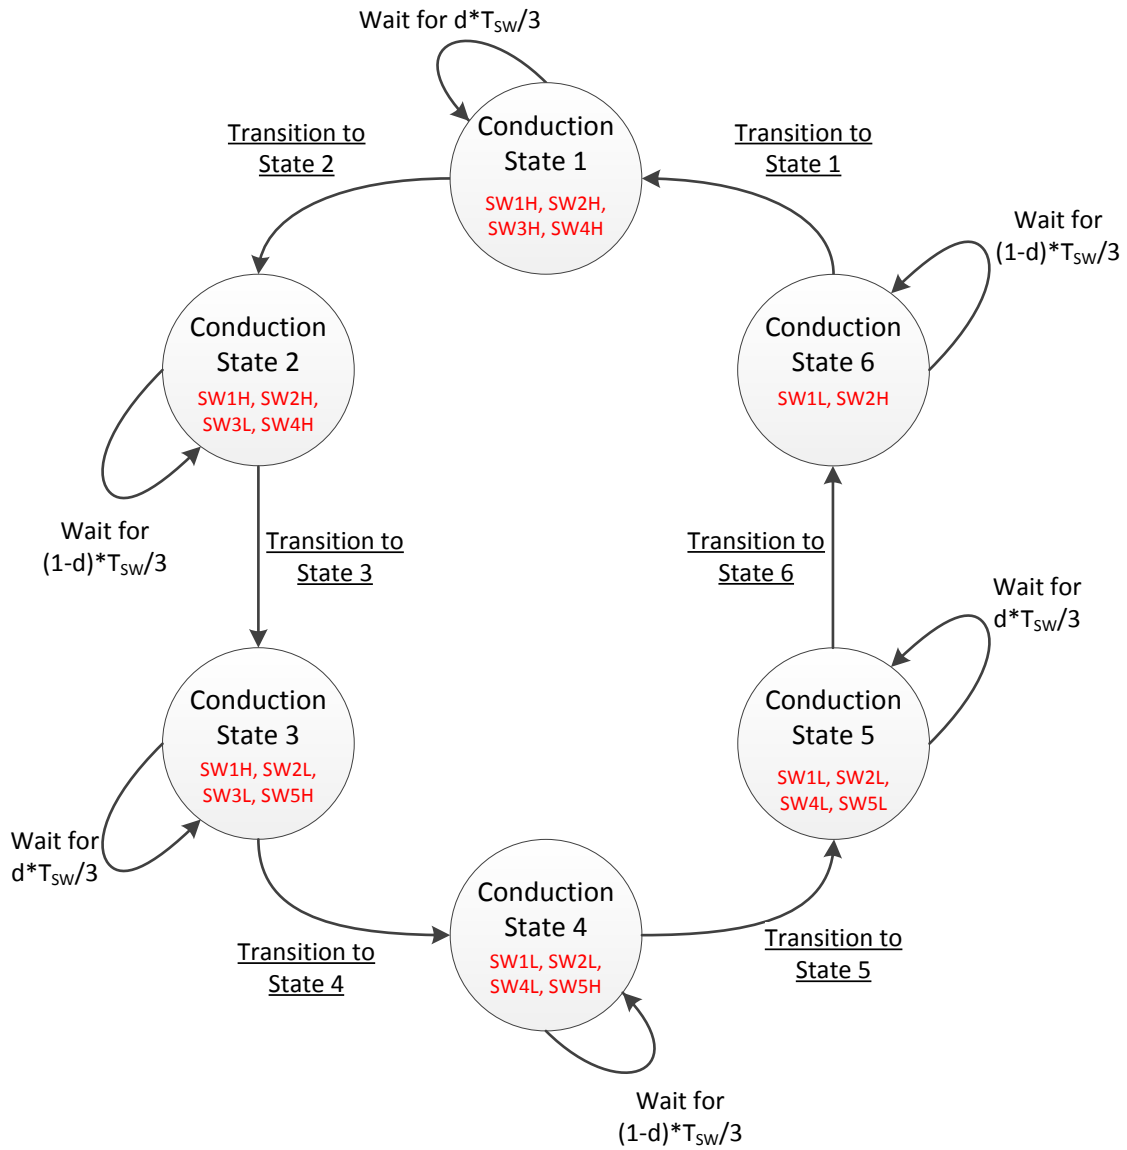 Wait for d*TSW/3
Conduction
State 1
SW1H, SW2H,
SW3H, SW4H
Transition to
State 2
Transition to
State 1
Wait for
(1-d)*TSW/3
Conduction
State 2
SW1H, SW2H,
SW3L, SW4H
Conduction
State 6
SW1L, SW2H
Wait for
(1-d)*TSW/3
Transition to
State 3
Transition to
State 6
Wait for
d*TSW/3
Conduction
State 3
SW1H, SW2L,
SW3L, SW5H
Conduction
State 5
SW1L, SW2L,
SW4L, SW5L
Wait for
d*TSW/3
Conduction
State 4
SW1L, SW2L,
SW4L, SW5H
Transition to
State 4
Transition to
State 5
Wait for
(1-d)*TSW/3